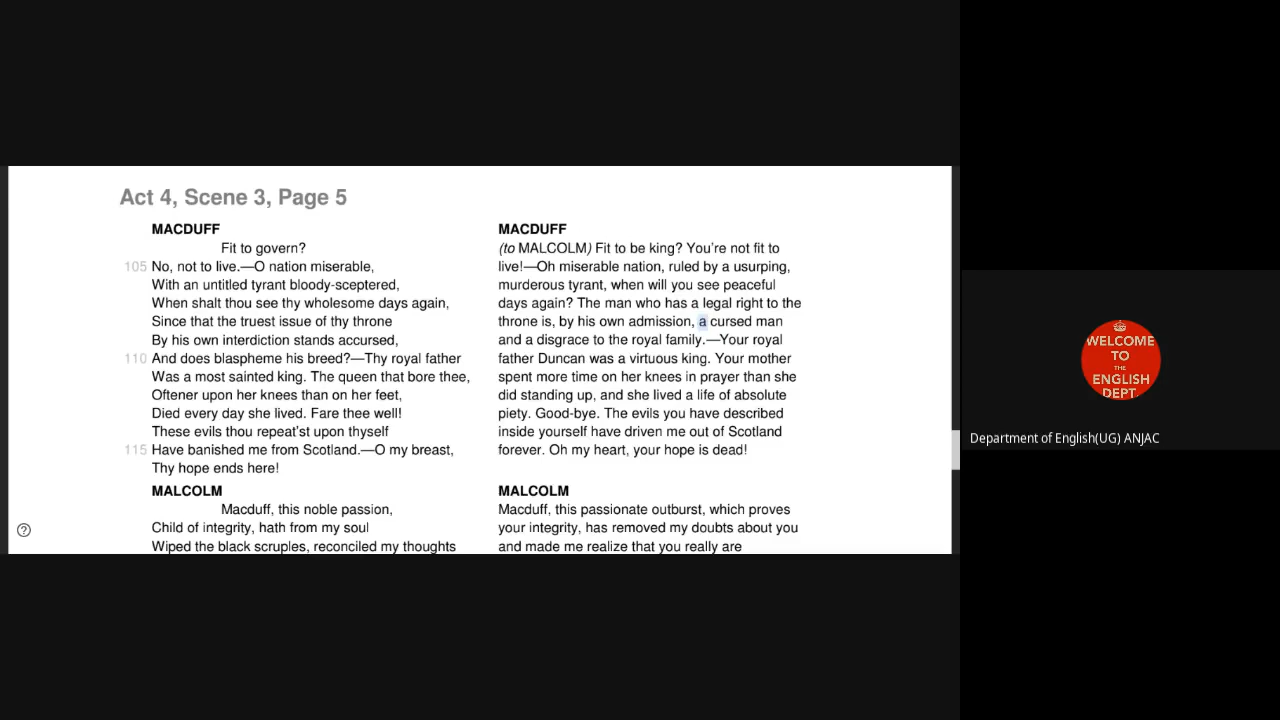 Act 4, Scene 3, Page 5
MACDUFF
Fit to govern?
105 No, not to live.—O nation miserable,
With an untitled tyrant bloody-sceptered,
When shalt thou see thy wholesome days again,
Since that the truest issue of thy throne
By his own interdiction stands accursed,
110 And does blaspheme his breed?—Thy royal father
Was a most sainted king. The queen that bore thee,
Oftener upon her knees than on her feet,
Died every day she lived. Fare thee well!
These evils thou repeat’st upon thyself
115 Have banished me from Scotland.—O my breast,
Thy hope ends here!
MALCOLM
Macduff, this noble passion,
Child of integrity, hath from my soul
Wiped the black scruples, reconciled my thoughts
MACDUFF
(to MALCOLM) Fit to be king? You’re not fit to
live!—Oh miserable nation, ruled by a usurping,
murderous tyrant, when will you see peaceful
days again? The man who has a legal right to the
throne is, by his own admission, a cursed man
and a disgrace to the royal family.—Your royal
father Duncan was a virtuous king. Your mother
spent more time on her knees in prayer than she
did standing up, and she lived a life of absolute
piety. Good-bye. The evils you have described
inside yourself have driven me out of Scotland
forever. Oh my heart, your hope is dead!
MALCOLM
Macduff, this passionate outburst, which proves
your integrity, has removed my doubts about you
and made me realize that you really are
?
WELCOME
TO
THE
ENGLISH
DEPT.
Department of English(UG) ANJAC